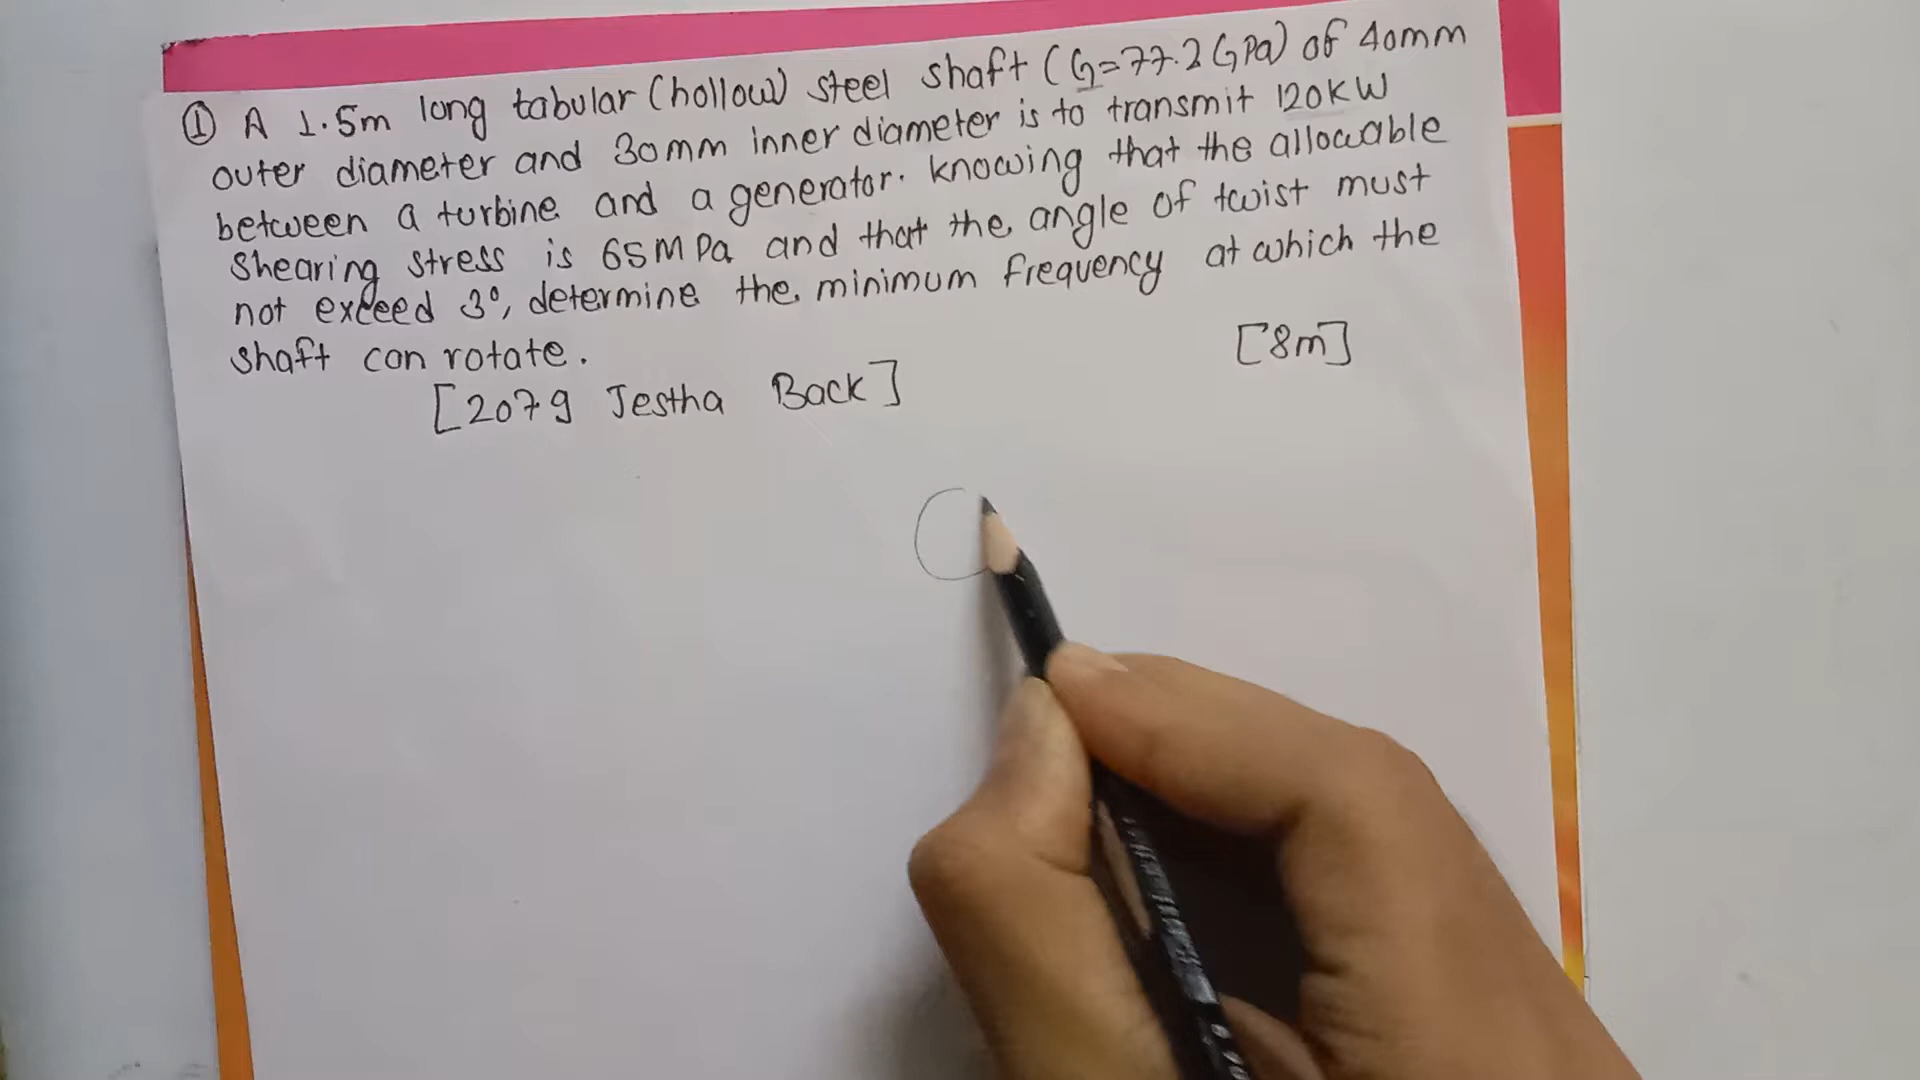 ① A 1.5m long tabular (hollow) steel shaft (G=77.2GPa) of 40mm
outer diameter and 30mm inner diameter is to transmit 120KW
between a turbine and a generator. knowing that the allowable
shearing stress is 65MPa and that the angle of twist must
not exceed 3°, determine the minimum frequency at which the
shaft can rotate. [8m]
[2079 Jestha Back]